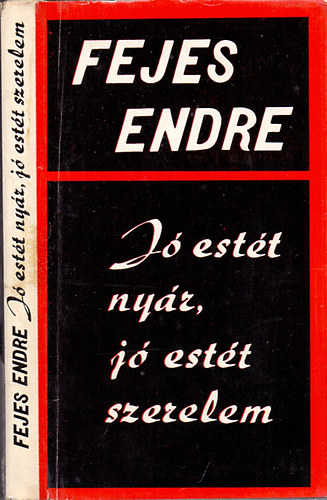 FEJES
ENDRE
Jó estét
nyár,
jó estét
szerelem
FEJES ENDRE Jó estét nyár, jó estét szerelem